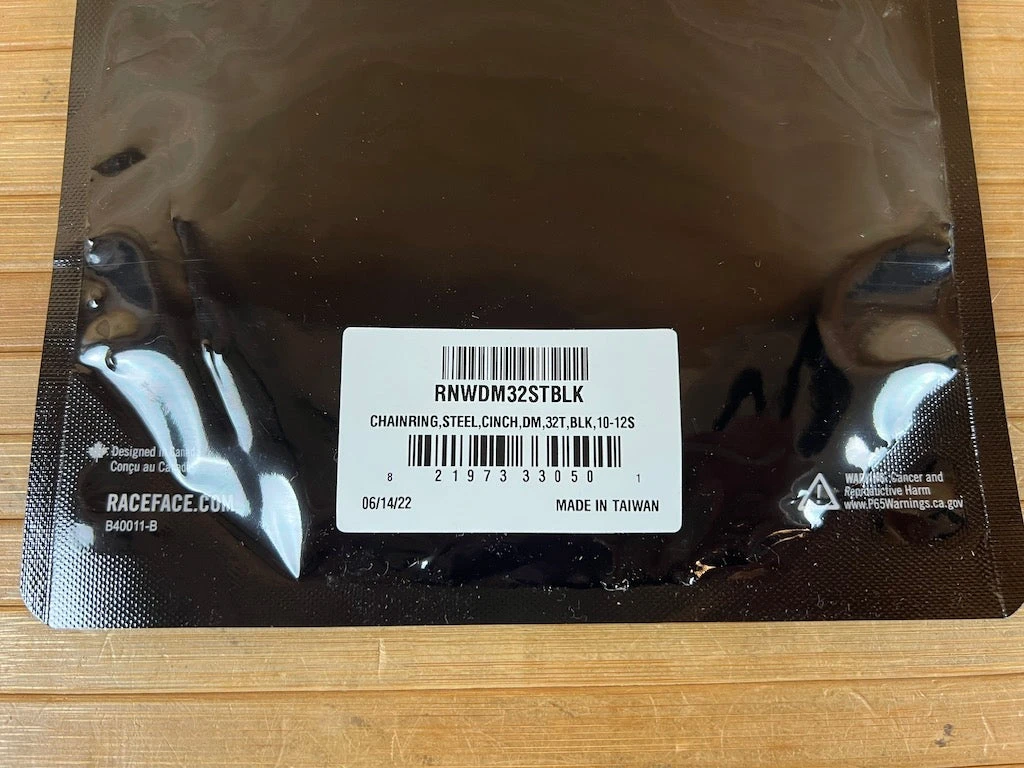 RNWDM32STBLK
CHAINRING,STEEL,CINCH,DM,32T,BLK,10-12S
8 21973 33050 1
06/14/22 MADE IN TAIWAN
Designed in Canada
Conçu au Canada
RACEFACE.COM
B40011-B
WARNING: Cancer and
Reproductive Harm
www.P65Warnings.ca.gov